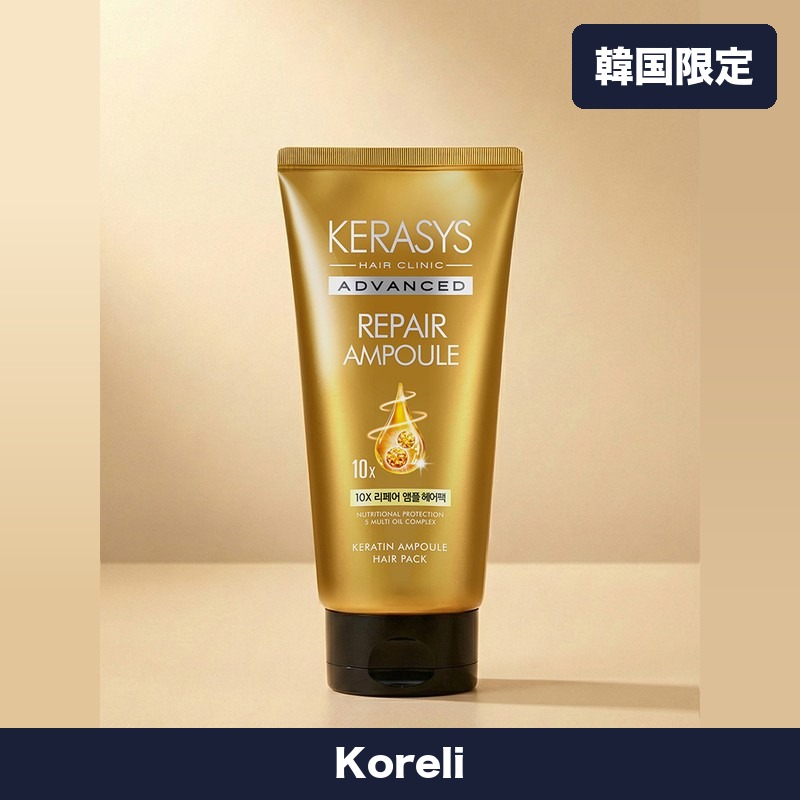 韓国限定
KERASYS
HAIR CLINIC
ADVANCED
REPAIR
AMPOULE
10x
10X 리페어 앰플 헤어팩
NUTRITIONAL PROTECTION
5 MULTI OIL COMPLEX
KERATIN AMPOULE
HAIR PACK
Koreli